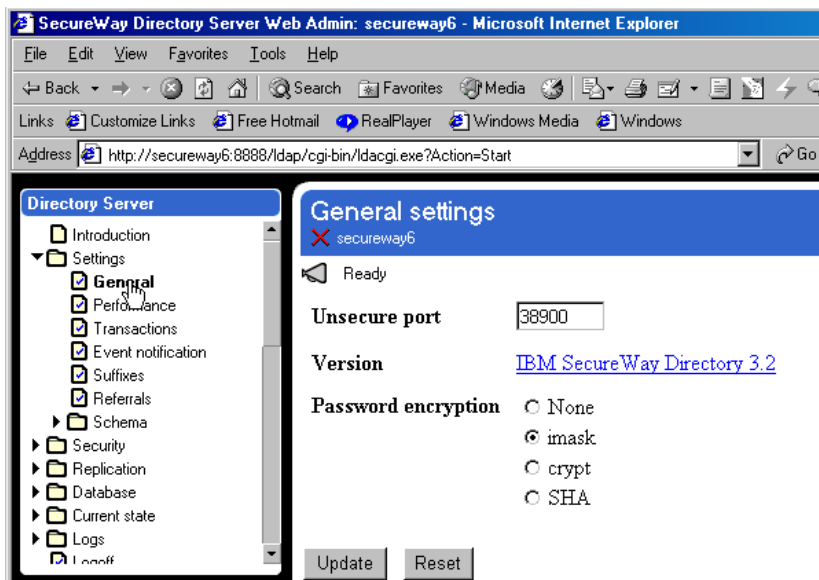 SecureWay Directory Server Web Admin: secureway6 - Microsoft Internet Explorer
File Edit View Favorites Tools Help
Back Search Favorites Media
Links Customize Links Free Hotmail RealPlayer Windows Media Windows
Address http://secureway6:8888/ldap/cgi-bin/ldacgi.exe?Action=Start Go
Directory Server
Introduction
Settings
General
Performance
Transactions
Event notification
Suffixes
Referrals
Schema
Security
Replication
Database
Current state
Logs
Logoff
General settings
secureway6
Ready
Unsecure port 38900
Version IBM SecureWay Directory 3.2
Password encryption None
imask
crypt
SHA
Update Reset